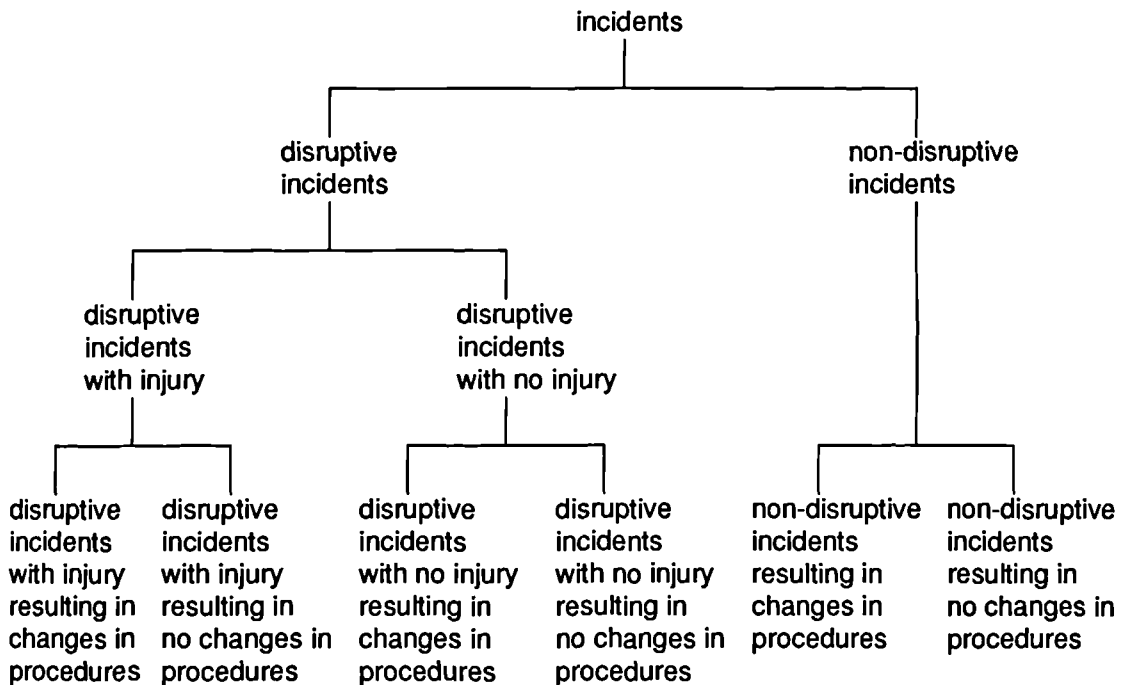 incidents
disruptive
incidents
non-disruptive
incidents
disruptive
incidents
with injury
disruptive
incidents
with no injury
disruptive
incidents
with injury
resulting in
changes in
procedures
disruptive
incidents
with injury
resulting in
no changes in
procedures
disruptive
incidents
with no injury
resulting in
changes in
procedures
disruptive
incidents
with no injury
resulting in
no changes in
procedures
non-disruptive
incidents
resulting in
changes in
procedures
non-disruptive
incidents
resulting in
no changes in
procedures